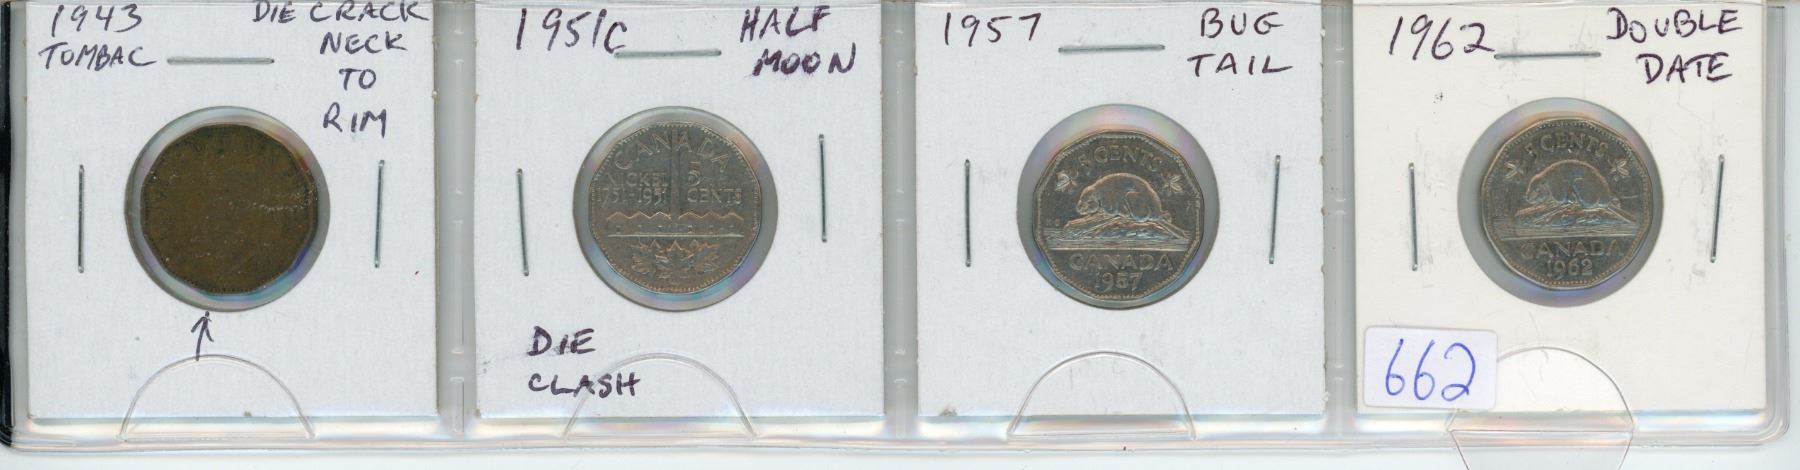 1943 DIE CRACK
TOMBAC NECK
TO
RIM
1951C HALF
MOON
CANADA
NICKEL 5
1751-1951 CENTS
DIE
CLASH
1957 BUG
TAIL
5 CENTS
CANADA
1957
1962 DOUBLE
DATE
5 CENTS
CANADA
1962
662